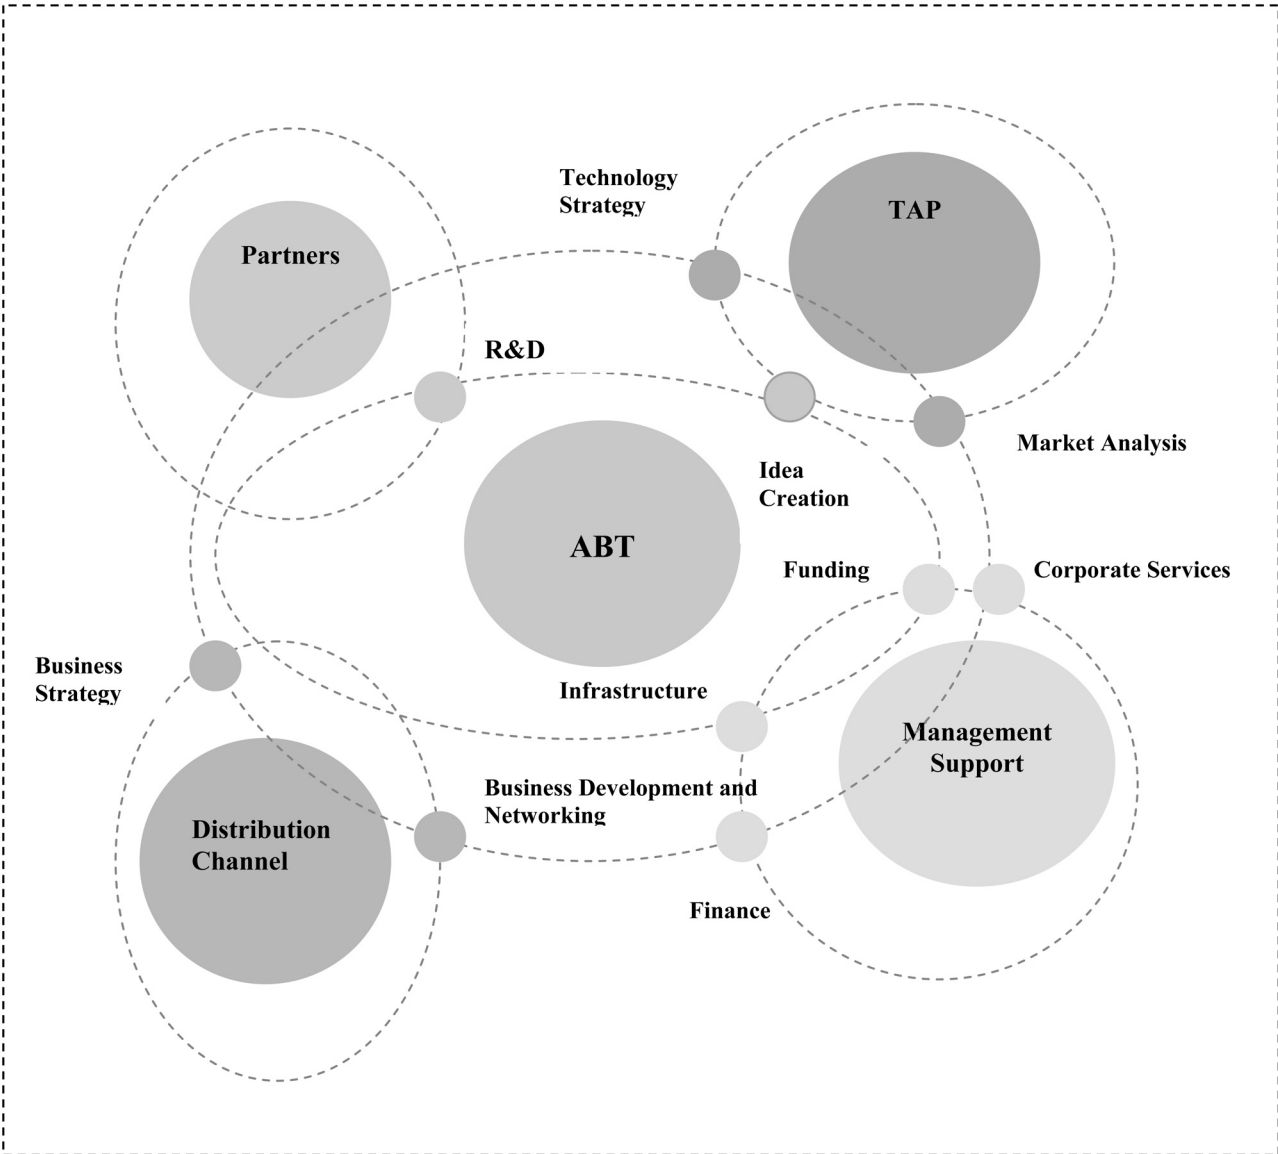 Technology
Strategy
TAP
Partners
R&D
Market Analysis
Idea
Creation
ABT
Funding
Corporate Services
Business
Strategy
Infrastructure
Management
Support
Business Development and
Networking
Distribution
Channel
Finance